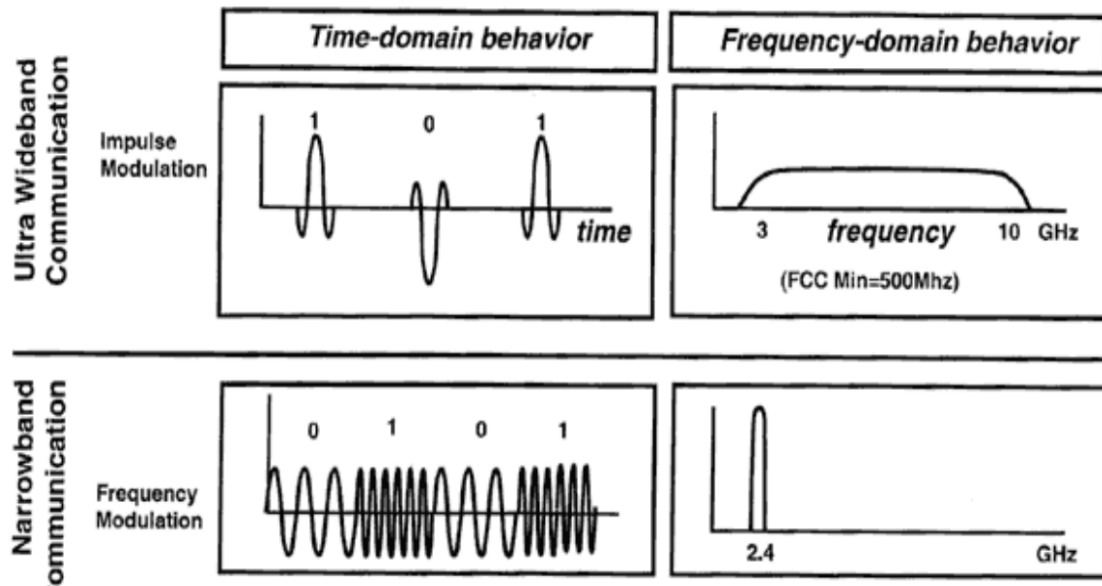 Time-domain behavior
Frequency-domain behavior
Ultra Wideband
Communication
Impulse
Modulation
1 0 1
time
3 frequency 10 GHz
(FCC Min=500Mhz)
Narrowband
ommunication
Frequency
Modulation
0 1 0 1
2.4 GHz